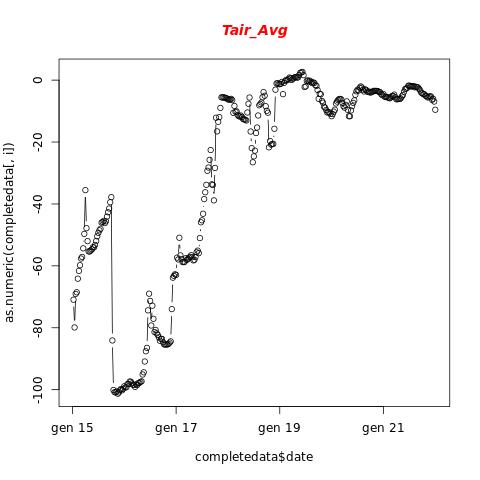 Tair_Avg
as.numeric(completedata[, i])
0
-20
-40
-60
-80
-100
gen 15
gen 17
gen 19
gen 21
completedata$date